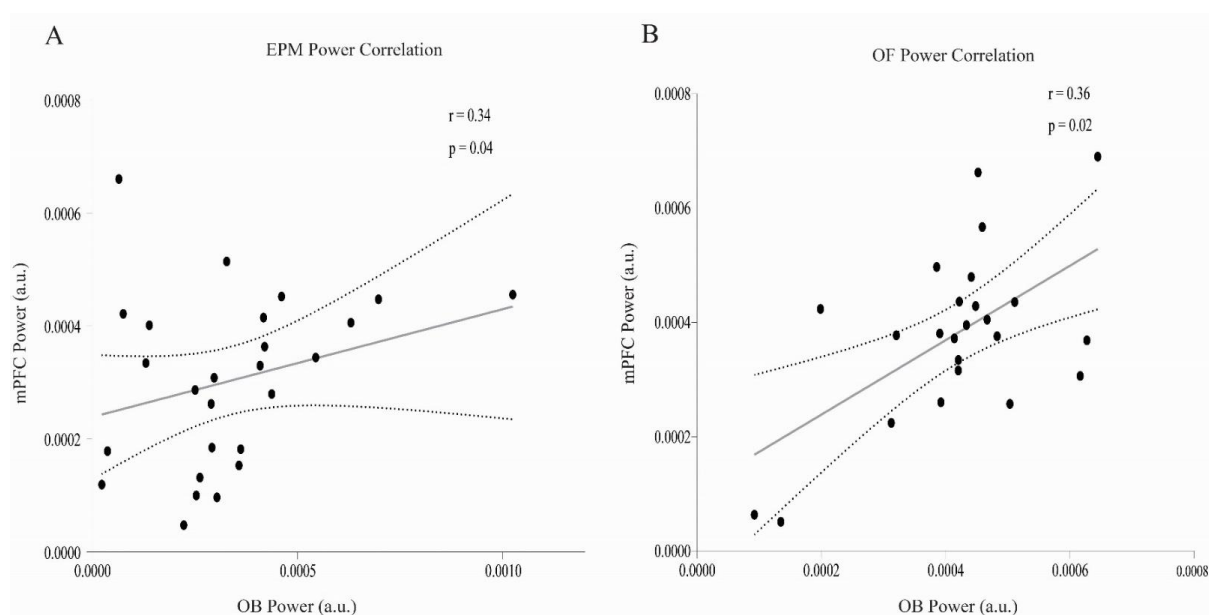 A
EPM Power Correlation
r = 0.34
p = 0.04
mPFC Power (a.u.)
0.0008
0.0006
0.0004
0.0002
0.0000
0.0000
0.0005
0.0010
OB Power (a.u.)
B
OF Power Correlation
r = 0.36
p = 0.02
mPFC Power (a.u.)
0.0008
0.0006
0.0004
0.0002
0.0000
0.0000
0.0002
0.0004
0.0006
0.0008
OB Power (a.u.)